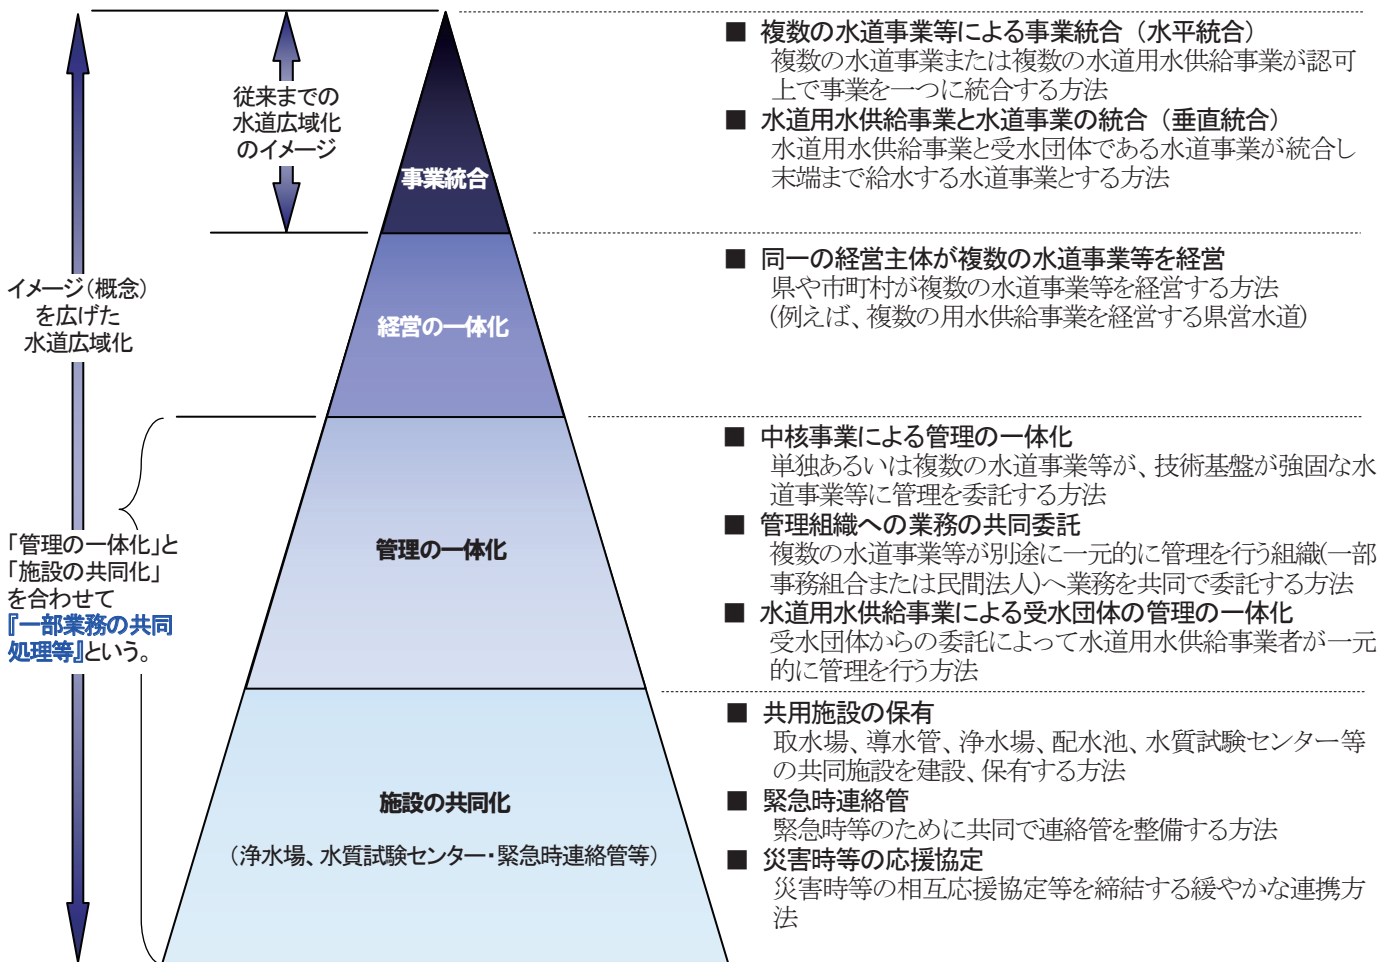 従来までの
水道広域化
のイメージ
イメージ(概念)
を広げた
水道広域化
「管理の一体化」と
「施設の共同化」
を合わせて
『一部業務の共同
処理等』という。
事業統合
経営の一体化
管理の一体化
施設の共同化
(浄水場、水質試験センター・緊急時連絡管等)
■ 複数の水道事業等による事業統合(水平統合)
複数の水道事業または複数の水道用水供給事業が認可
上で事業を一つに統合する方法
■ 水道用水供給事業と水道事業の統合(垂直統合)
水道用水供給事業と受水団体である水道事業が統合し
末端まで給水する水道事業とする方法
■ 同一の経営主体が複数の水道事業等を経営
県や市町村が複数の水道事業等を経営する方法
(例えば、複数の用水供給事業を経営する県営水道)
■ 中核事業による管理の一体化
単独あるいは複数の水道事業等が、技術基盤が強固な水
道事業等に管理を委託する方法
■ 管理組織への業務の共同委託
複数の水道事業等が別途に一元的に管理を行う組織(一部
事務組合または民間法人)へ業務を共同で委託する方法
■ 水道用水供給事業による受水団体の管理の一体化
受水団体からの委託によって水道用水供給事業者が一元
的に管理を行う方法
■ 共用施設の保有
取水場、導水管、浄水場、配水池、水質試験センター等
の共同施設を建設、保有する方法
■ 緊急時連絡管
緊急時等のために共同で連絡管を整備する方法
■ 災害時等の応援協定
災害時等の相互応援協定等を締結する緩やかな連携方
法